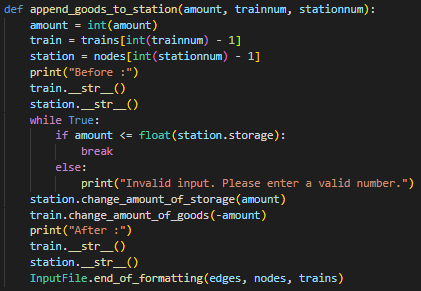 def append_goods_to_station(amount, trainnum, stationnum):
    amount = int(amount)
    train = trains[int(trainnum) - 1]
    station = nodes[int(stationnum) - 1]
    print("Before :")
    train.__str__()
    station.__str__()
    while True:
        if amount <= float(station.storage):
            break
        else:
            print("Invalid input. Please enter a valid number.")
    station.change_amount_of_storage(amount)
    train.change_amount_of_goods(-amount)
    print("After :")
    train.__str__()
    station.__str__()
    InputFile.end_of_formatting(edges, nodes, trains)